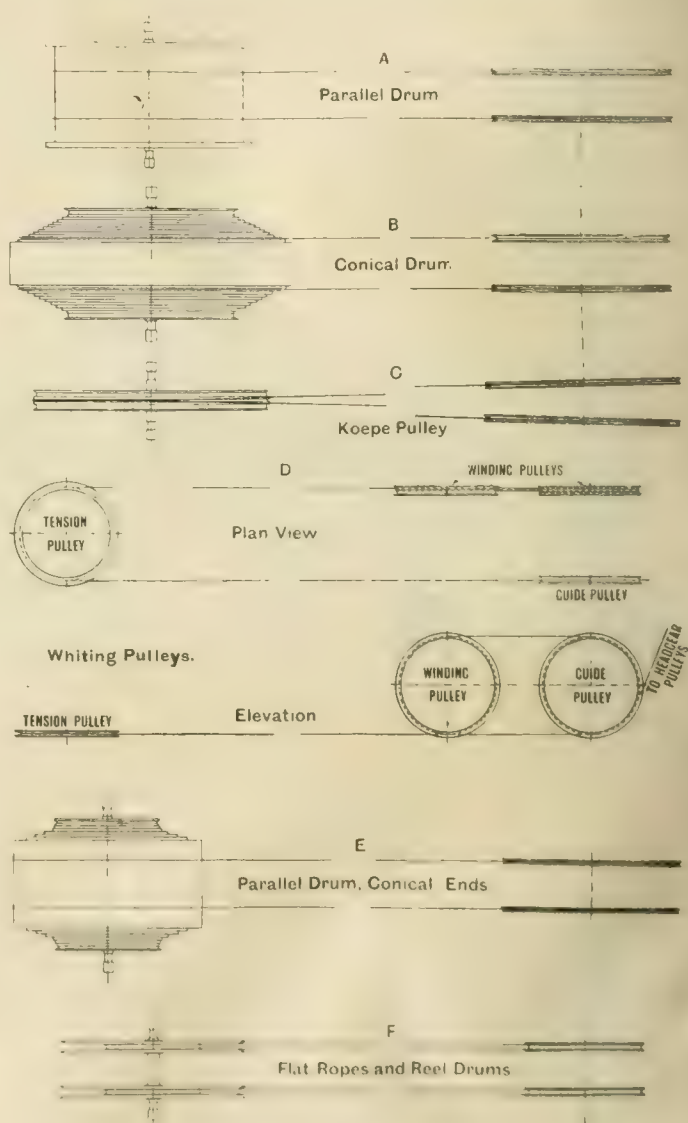 A
Parallel Drum
B
Conical Drum.
C
Koepe Pulley
D
WINDING PULLEYS
TENSION
PULLEY
Plan View
GUIDE PULLEY
Whiting Pulleys.
WINDING
PULLEY
GUIDE
PULLEY
TO HEADGEAR
PULLEYS
TENSION PULLEY
Elevation
E
Parallel Drum, Conical Ends
F
Flat Ropes and Reel Drums